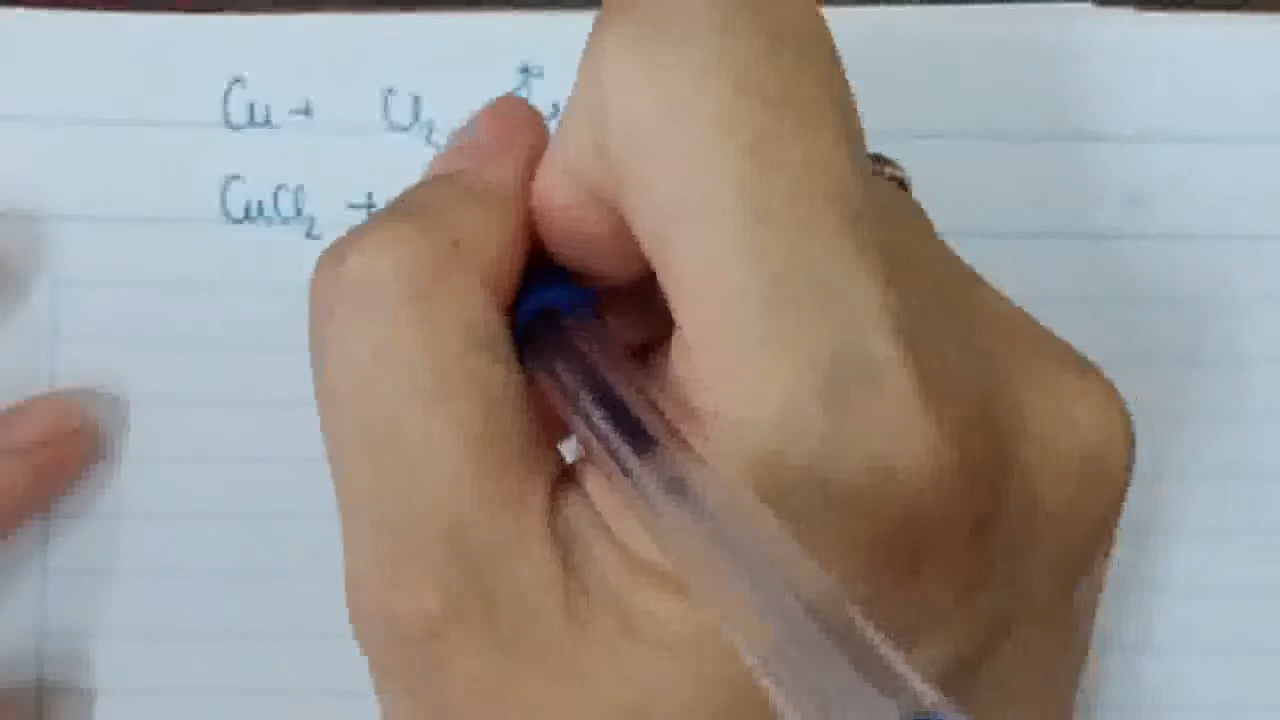 Cu + Cl₂ t°
CuCl₂ +